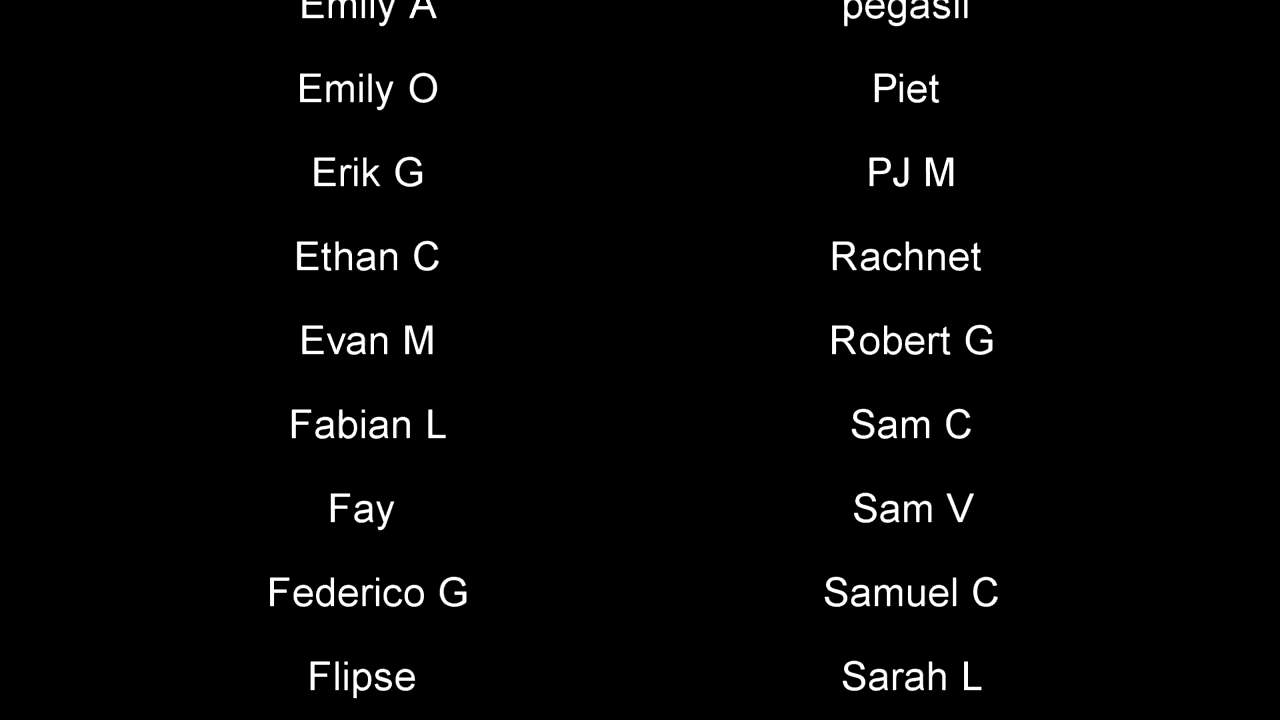 Emily A
Emily O
Erik G
Ethan C
Evan M
Fabian L
Fay
Federico G
Flipse
Piet
PJ M
Rachnet
Robert G
Sam C
Sam V
Samuel C
Sarah L